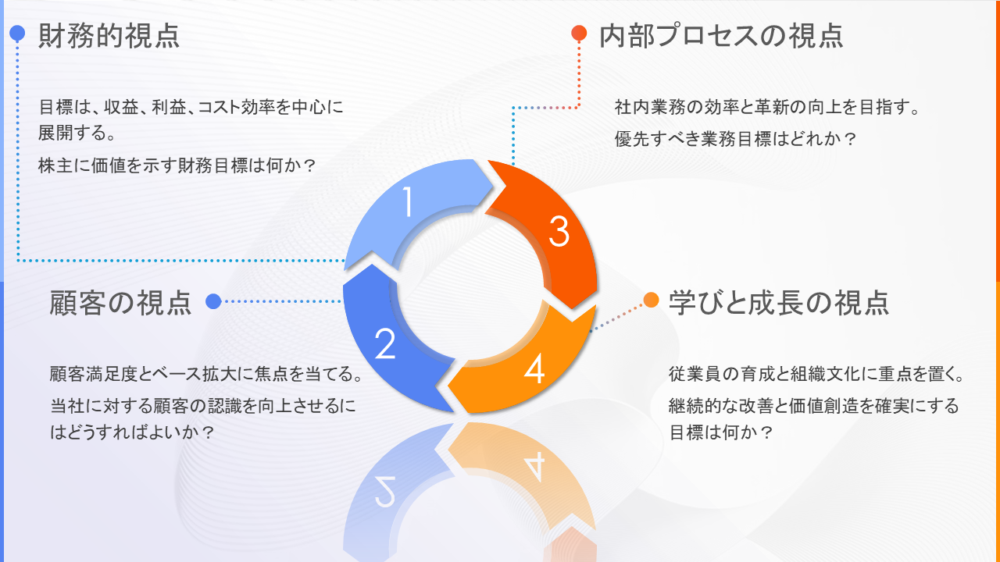 財務的視点
目標は、収益、利益、コスト効率を中心に
展開する。
株主に価値を示す財務目標は何か？
内部プロセスの視点
社内業務の効率と革新の向上を目指す。
優先すべき業務目標はどれか？
1
3
2
4
顧客の視点
顧客満足度とベース拡大に焦点を当てる。
当社に対する顧客の認識を向上させるに
はどうすればよいか？
学びと成長の視点
従業員の育成と組織文化に重点を置く。
継続的な改善と価値創造を確実にする
目標は何か？